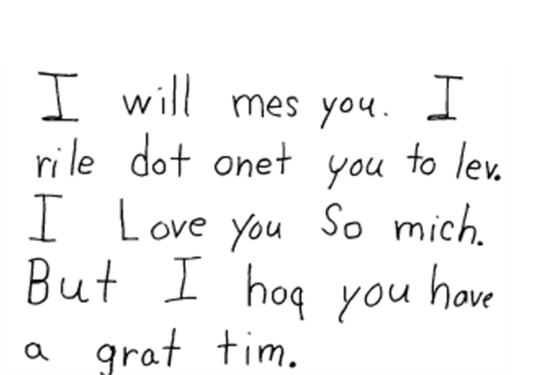 I will mes you. I
rile dot onet you to lev.
I Love you So mich.
But I hoq you have
a grat tim.